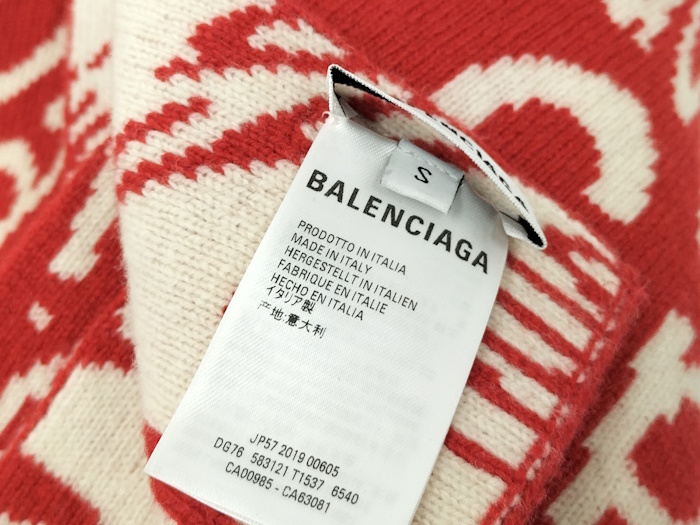 BALENCIAGA
S
BALENCIAGA
PRODOTTO IN ITALIA
MADE IN ITALY
HERGESTELLT IN ITALIEN
FABRIQUE EN ITALIE
HECHO EN ITALIA
イタリア製
产地:意大利
JP57 2019 00605
DG76 583121 T1537 6540
CA00985 - CA63081